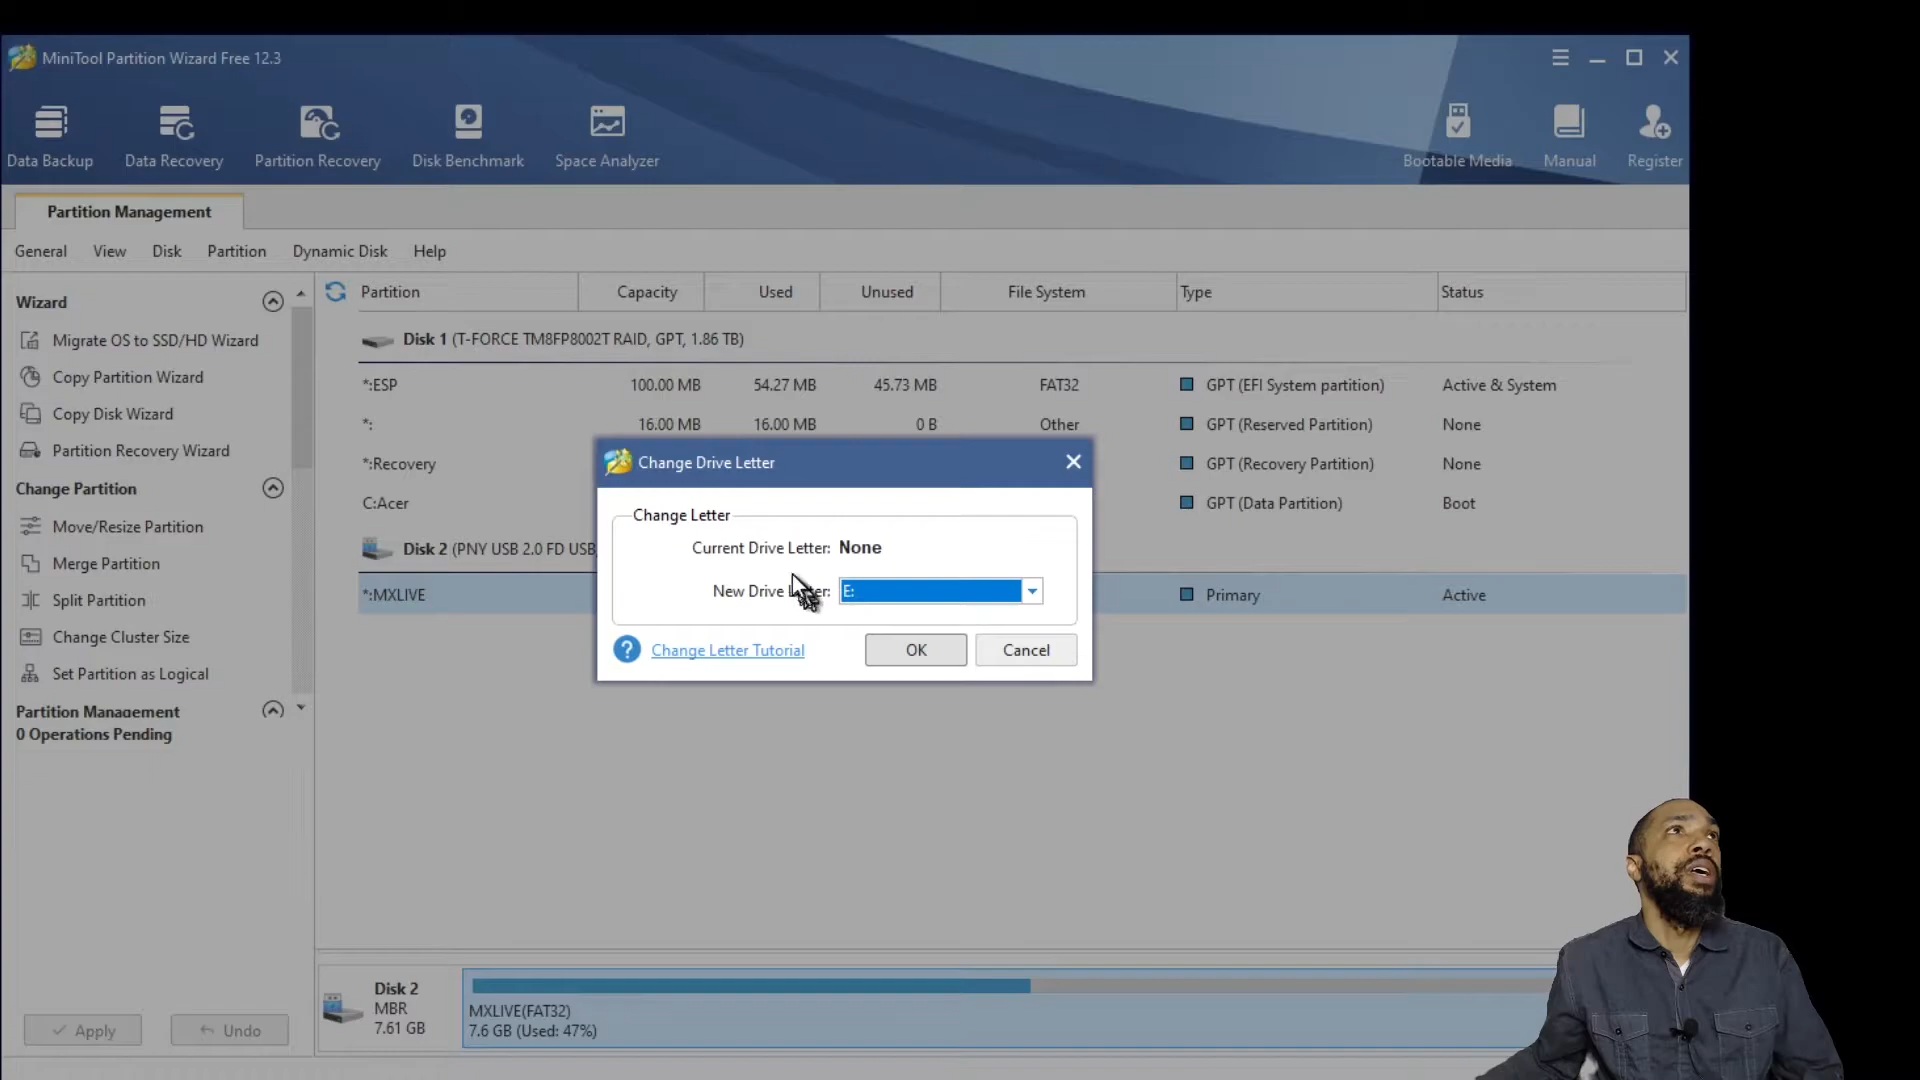 MiniTool Partition Wizard Free 12.3
Data Backup
Data Recovery
Partition Recovery
Disk Benchmark
Space Analyzer
Bootable Media
Manual
Register
Partition Management
General View Disk Partition Dynamic Disk Help
Wizard
Migrate OS to SSD/HD Wizard
Copy Partition Wizard
Copy Disk Wizard
Partition Recovery Wizard
Change Partition
Move/Resize Partition
Merge Partition
Split Partition
Change Cluster Size
Set Partition as Logical
Partition Management
0 Operations Pending
Apply Undo
Partition Capacity Used Unused File System Type Status
Disk 1 (T-FORCE TM8FP8002T RAID, GPT, 1.86 TB)
*:ESP 100.00 MB 54.27 MB 45.73 MB FAT32 GPT (EFI System partition) Active & System
*: 16.00 MB 16.00 MB 0 B Other GPT (Reserved Partition) None
*:Recovery GPT (Recovery Partition) None
C:Acer GPT (Data Partition) Boot
Disk 2 (PNY USB 2.0 FD USB
*:MXLIVE Primary Active
Change Drive Letter
Change Letter
Current Drive Letter: None
New Drive Letter: E:
? Change Letter Tutorial
OK Cancel
Disk 2
MBR
7.61 GB
MXLIVE(FAT32)
7.6 GB (Used: 47%)